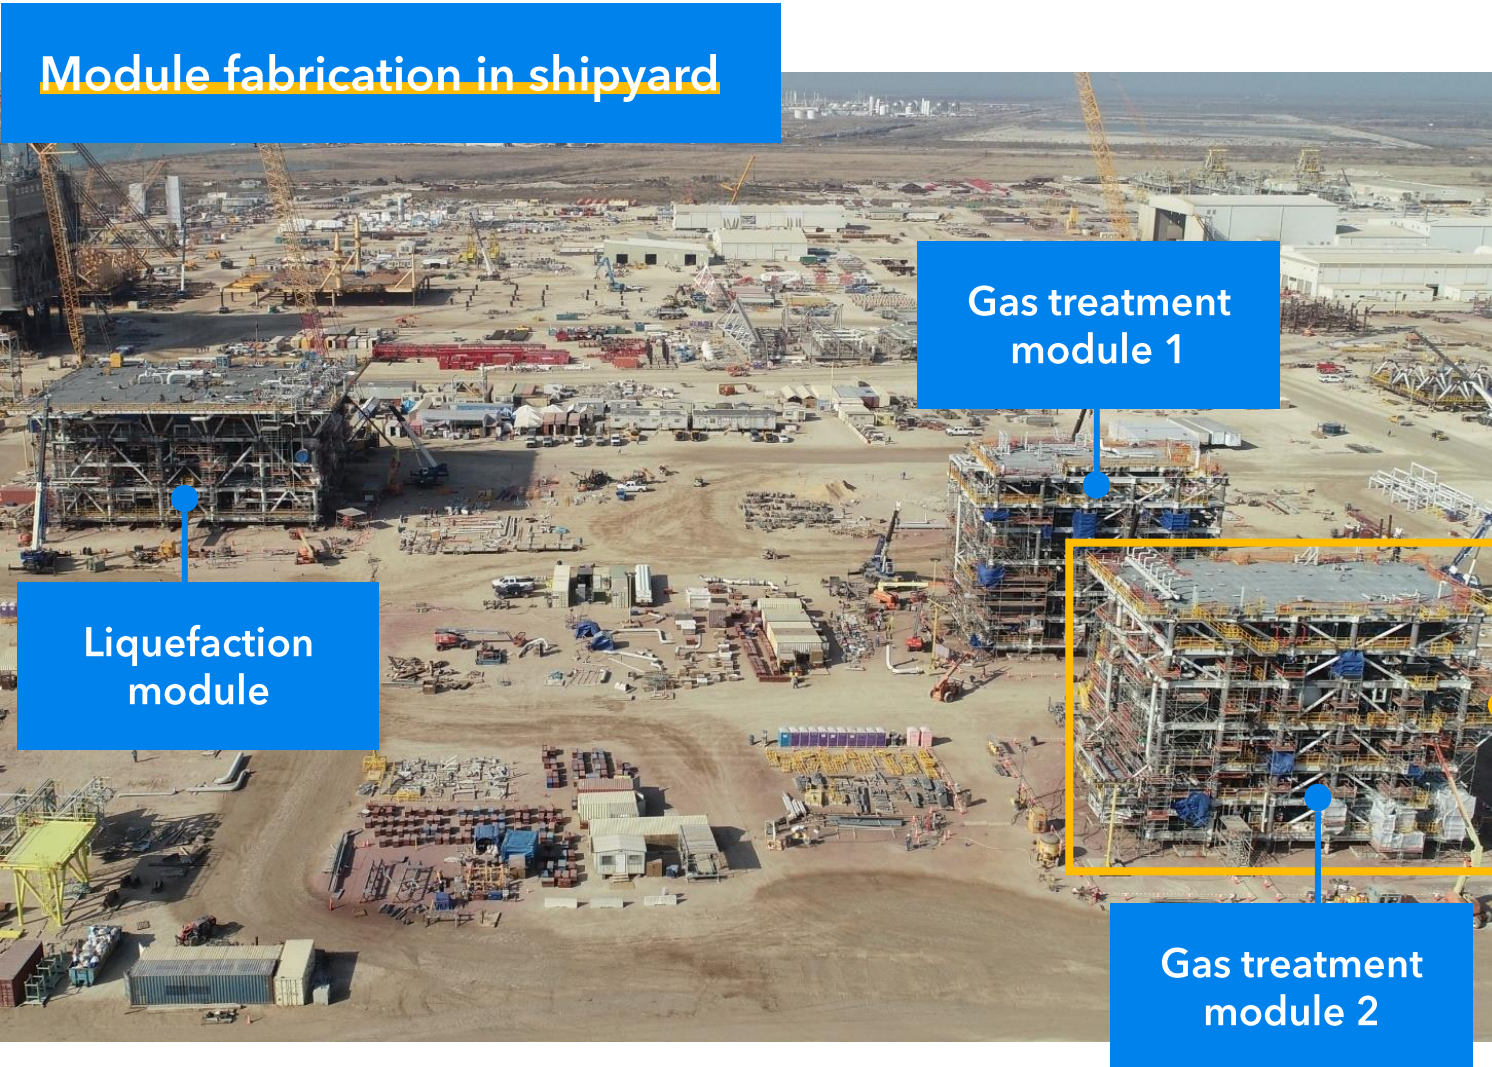 Module fabrication in shipyard
Gas treatment
module 1
Liquefaction
module
Gas treatment
module 2